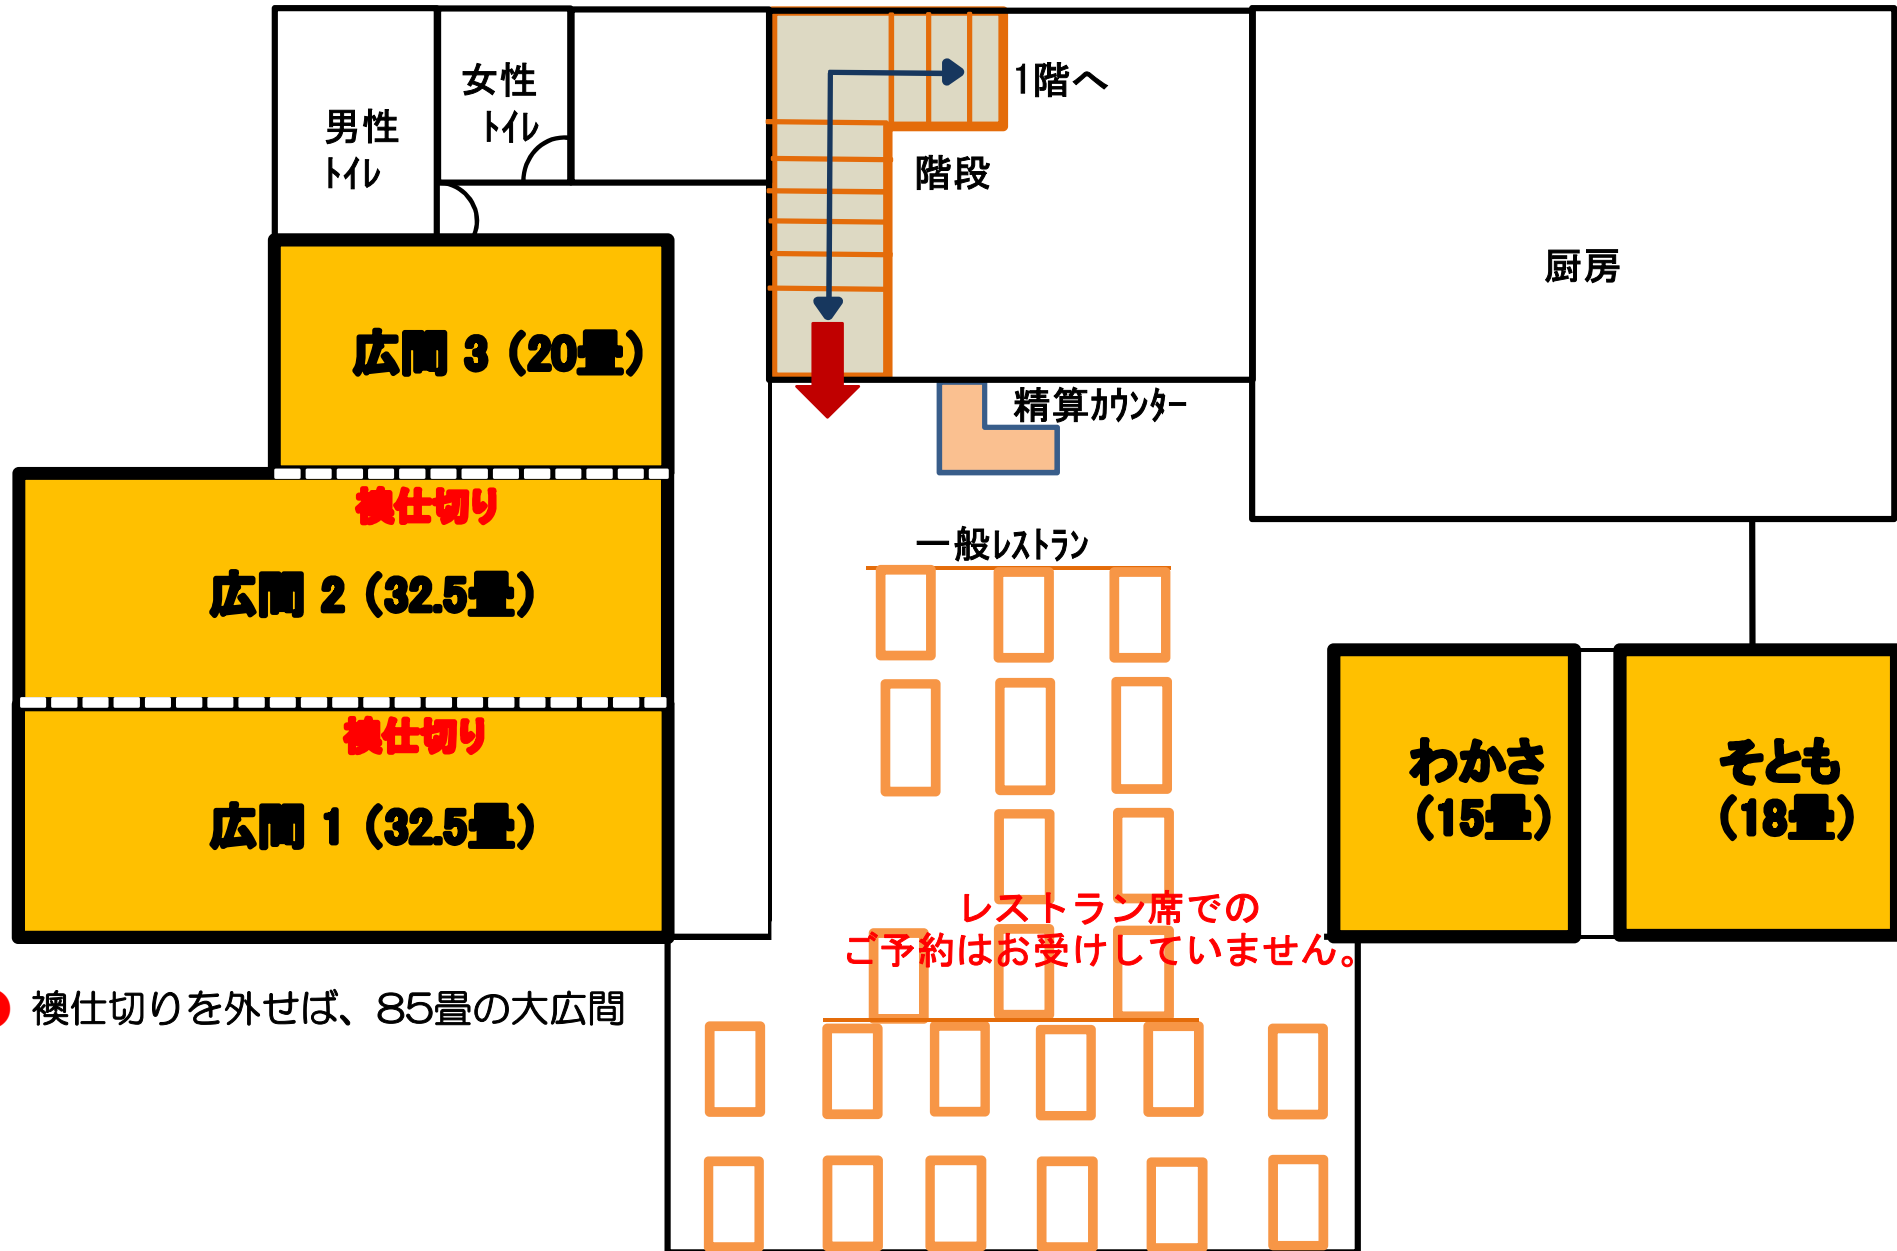 女性
トイレ
男性
トイレ
1階へ
階段
厨房
広間 3（20畳）
精算カウンター
襖仕切り
一般レストラン
広間 2（32.5畳）
襖仕切り
広間 1（32.5畳）
わかさ
（15畳）
そとも
（18畳）
レストラン席での
ご予約はお受けしていません。
襖仕切りを外せば、85畳の大広間